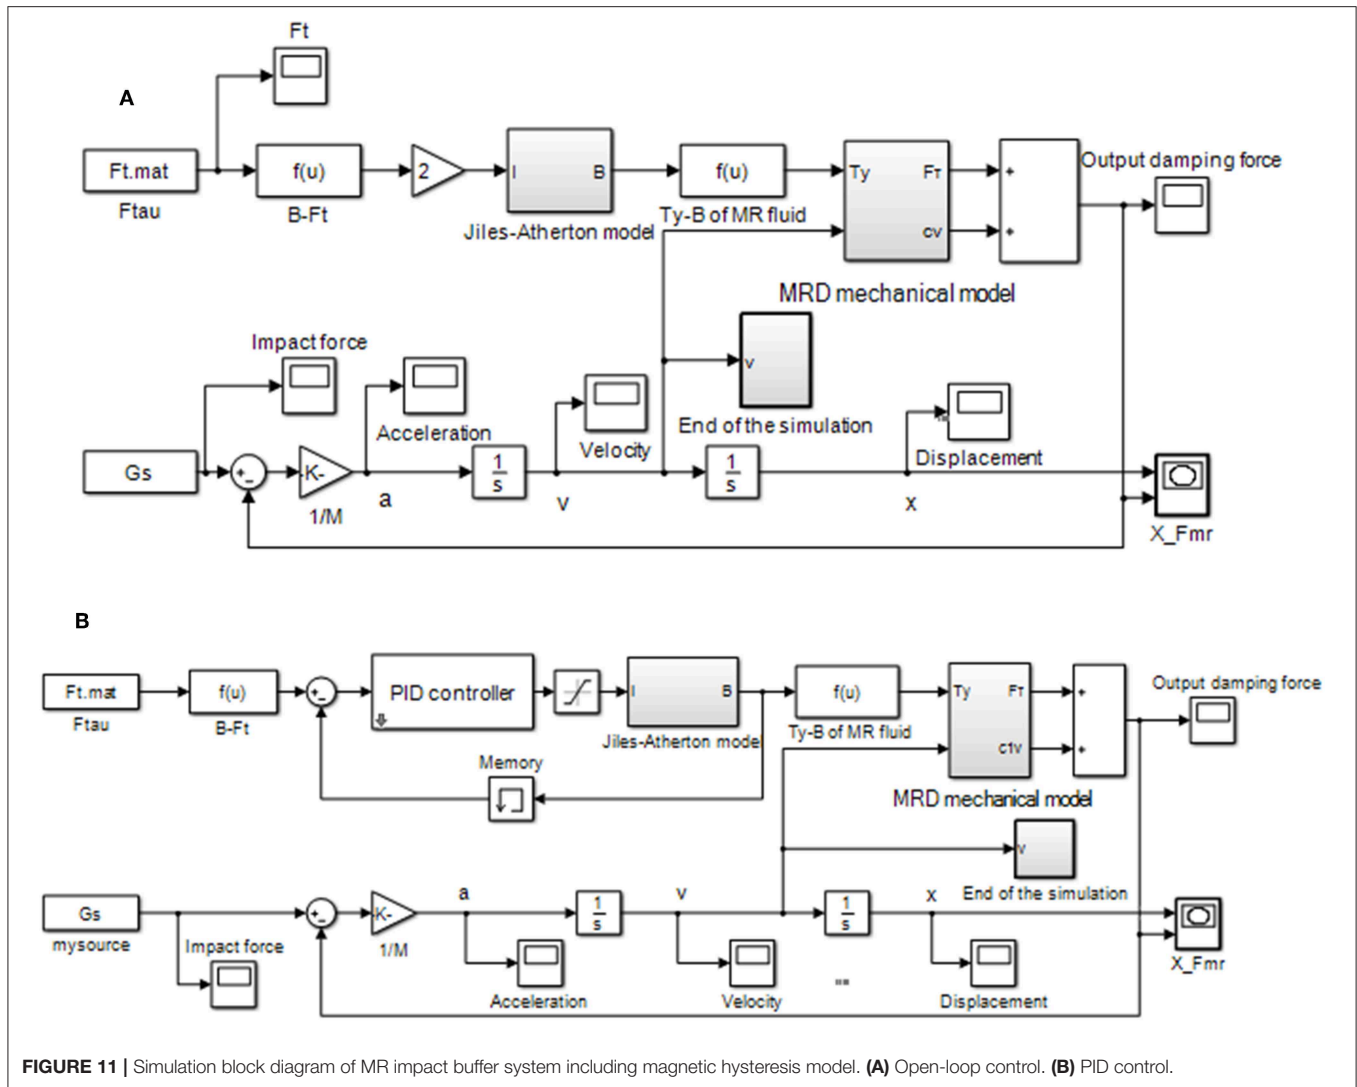 Ft
A
Ft.mat
Ftau
f(u)
B-Ft
2
I
B
Jiles-Atherton model
f(u)
Ty-B of MR fluid
Ty
Fτ
cv
MRD mechanical model
+
+
Output damping force
Impact force
Acceleration
Velocity
v
End of the simulation
Displacement
Gs
+
-
-K-
1/M
a
1
s
v
1
s
x
X_Fmr
B
Ft.mat
Ftau
f(u)
B-Ft
+
-
PID controller
I
B
Jiles-Atherton model
f(u)
Ty-B of MR fluid
Ty
Fτ
c1v
MRD mechanical model
+
+
Output damping force
Memory
v
End of the simulation
Gs
mysource
Impact force
+
-
-K-
1/M
a
Acceleration
1
s
v
Velocity
1
s
x
Displacement
X_Fmr
FIGURE 11 | Simulation block diagram of MR impact buffer system including magnetic hysteresis model. (A) Open-loop control. (B) PID control.